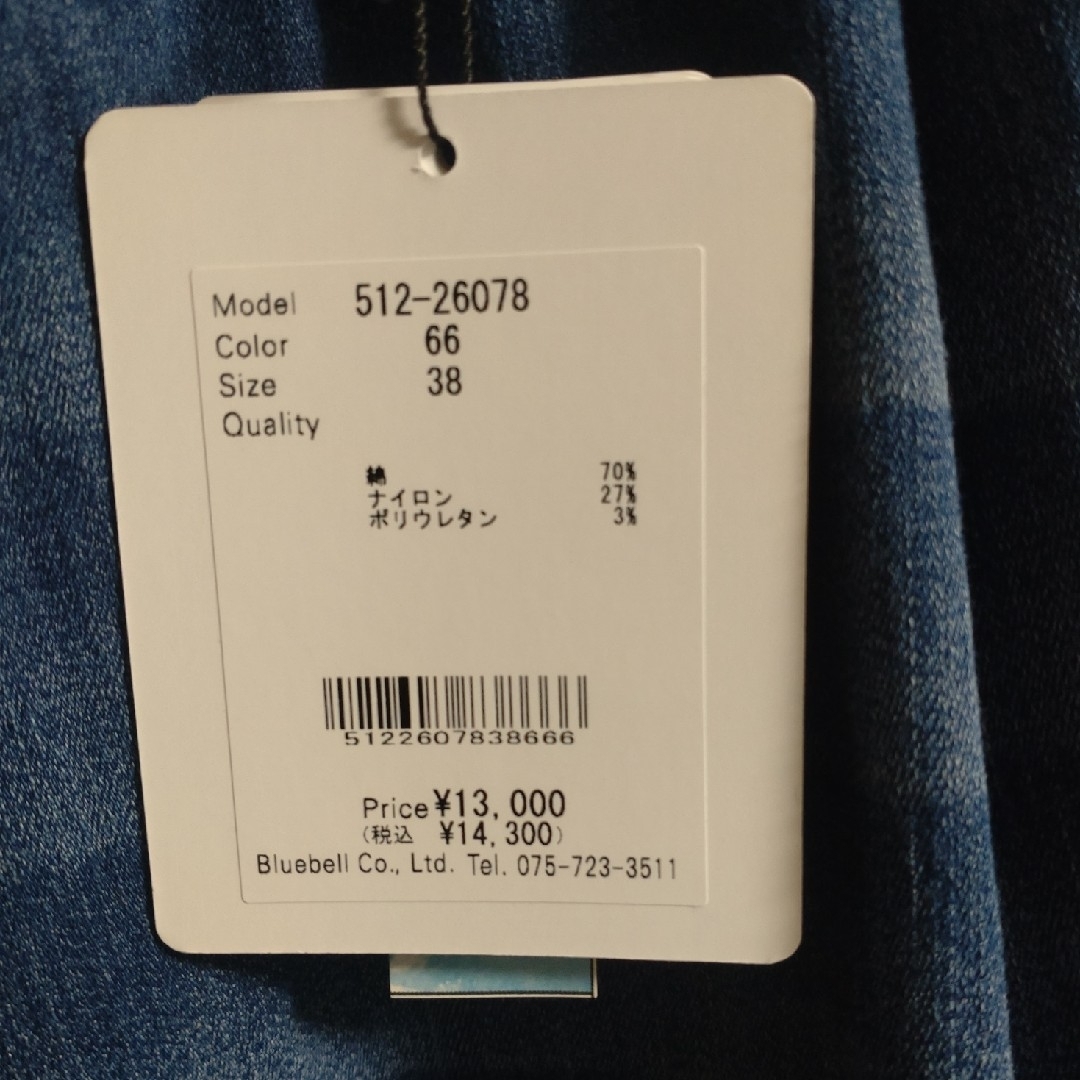 Model 512-26078
Color 66
Size 38
Quality
綿 70%
ナイロン 27%
ポリウレタン 3%
5122607838666
Price ¥13,000
(税込 ¥14,300)
Bluebell Co., Ltd. Tel. 075-723-3511